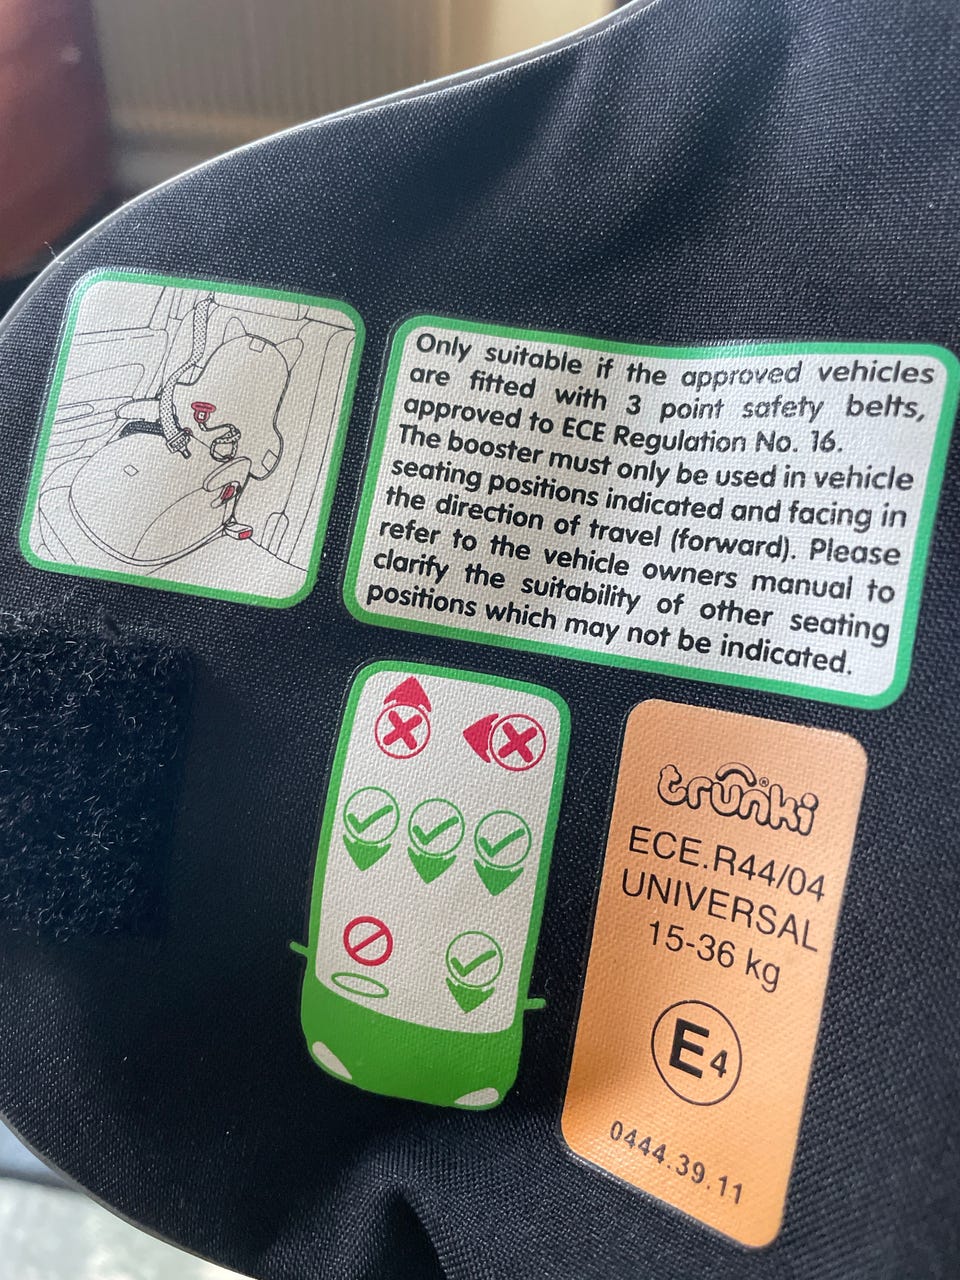 Only suitable if the approved vehicles
are fitted with 3 point safety belts,
approved to ECE Regulation No. 16.
The booster must only be used in vehicle
seating positions indicated and facing in
the direction of travel (forward). Please
refer to the vehicle owners manual to
clarify the suitability of other seating
positions which may not be indicated.
trunki®
ECE.R44/04
UNIVERSAL
15-36 kg
E4
0444.39.11